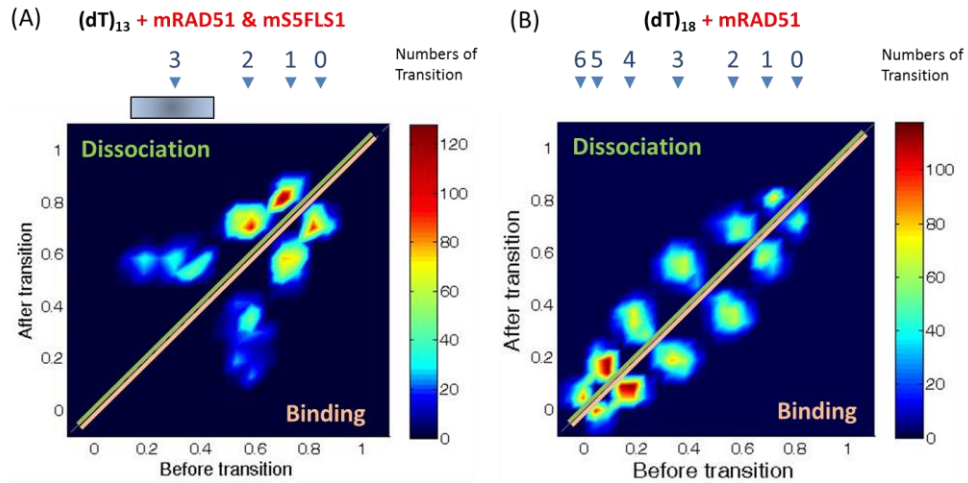 (A) (dT)13 + mRAD51 & mS5FLS1
3 2 1 0 Numbers of
Transition
Dissociation
Binding
1
0.8
0.6
0.4
0.2
0
After transition
0 0.2 0.4 0.6 0.8 1
Before transition
120
100
80
60
40
20
0
(B) (dT)18 + mRAD51
6 5 4 3 2 1 0 Numbers of
Transition
Dissociation
Binding
1
0.8
0.6
0.4
0.2
0
After transition
0 0.2 0.4 0.6 0.8 1
Before transition
100
80
60
40
20
0